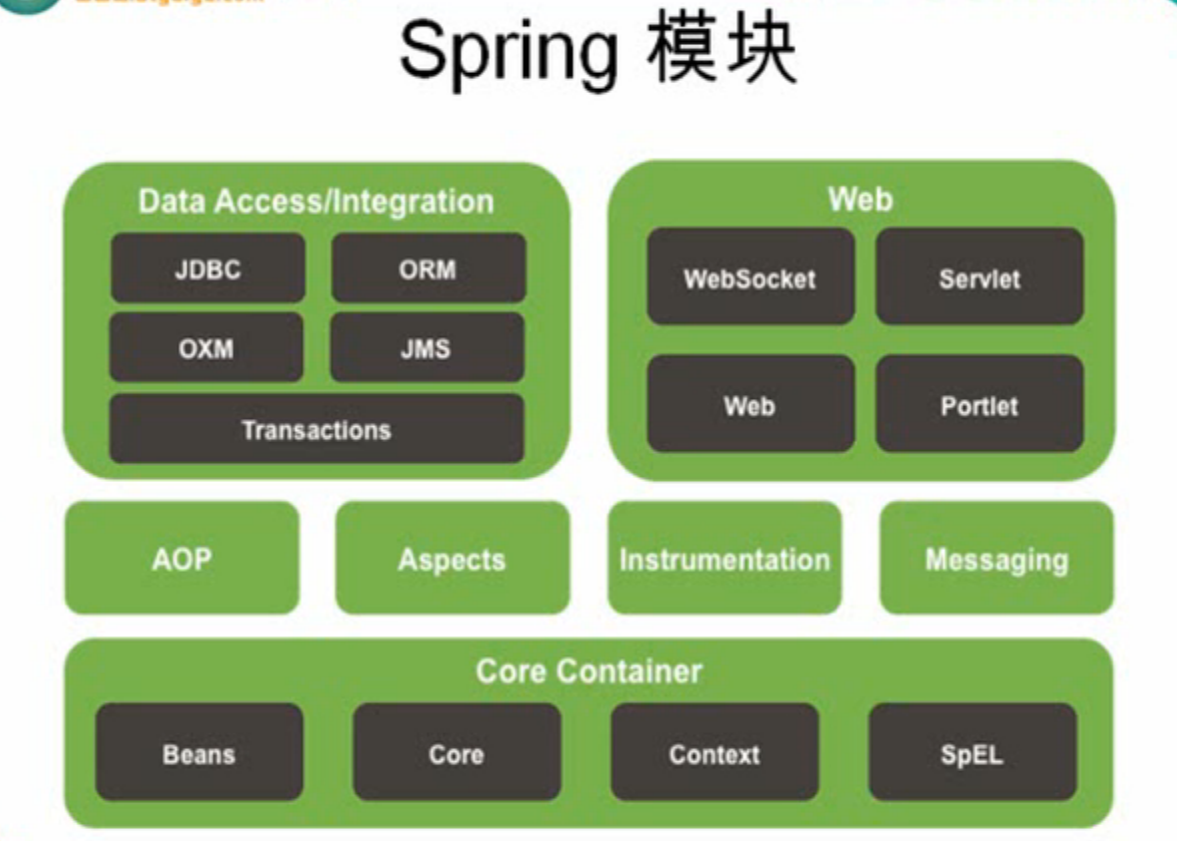 Spring 模块
Data Access/Integration
JDBC
ORM
OXM
JMS
Transactions
Web
WebSocket
Servlet
Web
Portlet
AOP
Aspects
Instrumentation
Messaging
Core Container
Beans
Core
Context
SpEL